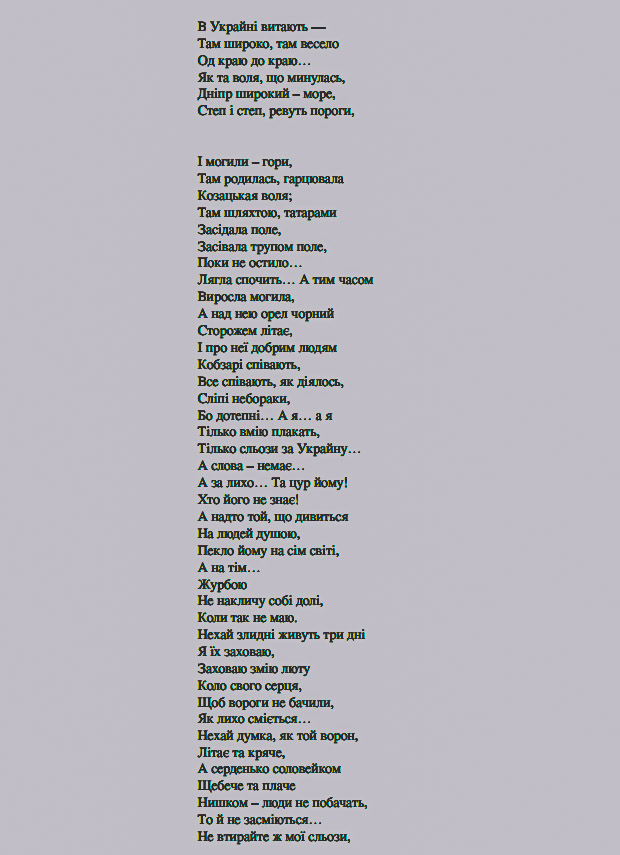 В Украйні витають —
Там широко, там весело
Од краю до краю…
Як та воля, що минулась,
Дніпр широкий – море,
Степ і степ, ревуть пороги,
І могили – гори,
Там родилась, гарцювала
Козацькая воля;
Там шляхтою, татарами
Засідала поле,
Засівала трупом поле,
Поки не остило…
Лягла спочить… А тим часом
Виросла могила,
А над нею орел чорний
Сторожем літає,
І про неї добрим людям
Кобзарі співають,
Все співають, як діялось,
Сліпі небораки,
Бо дотепні… А я… а я
Тілько вмію плакать,
Тілько сльози за Украйну…
А слова – немає…
А за лихо… Та цур йому!
Хто його не знає!
А надто той, що дивиться
На людей душою,
Пекло йому на сім світі,
А на тім…
Журбою
Не накличу собі долі,
Коли так не маю.
Нехай злидні живуть три дні
Я їх заховаю,
Заховаю змію люту
Коло свого серця,
Щоб вороги не бачили,
Як лихо сміється…
Нехай думка, як той ворон,
Літає та кряче,
А серденько соловейком
Щебече та плаче
Нишком – люди не побачать,
То й не засміються…
Не втирайте ж мої сльози,